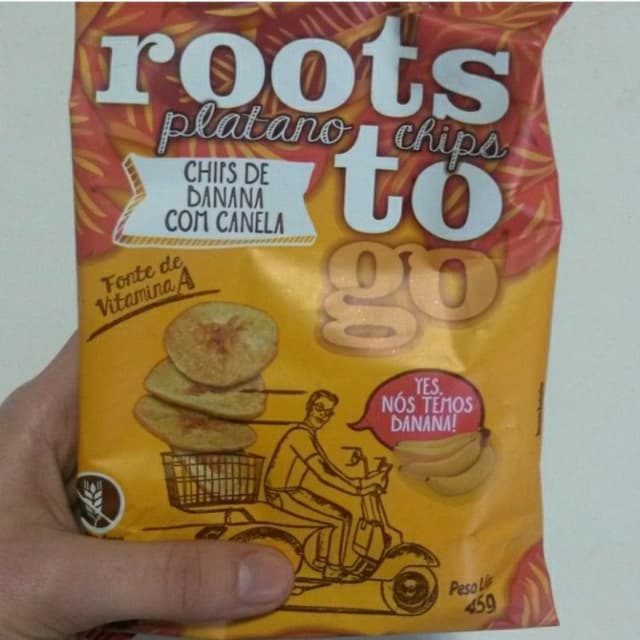 roots
platano chips
to
go
CHIPS DE
BANANA
COM CANELA
Fonte de
Vitamina A
YES,
NÓS TEMOS
BANANA!
Peso
45g